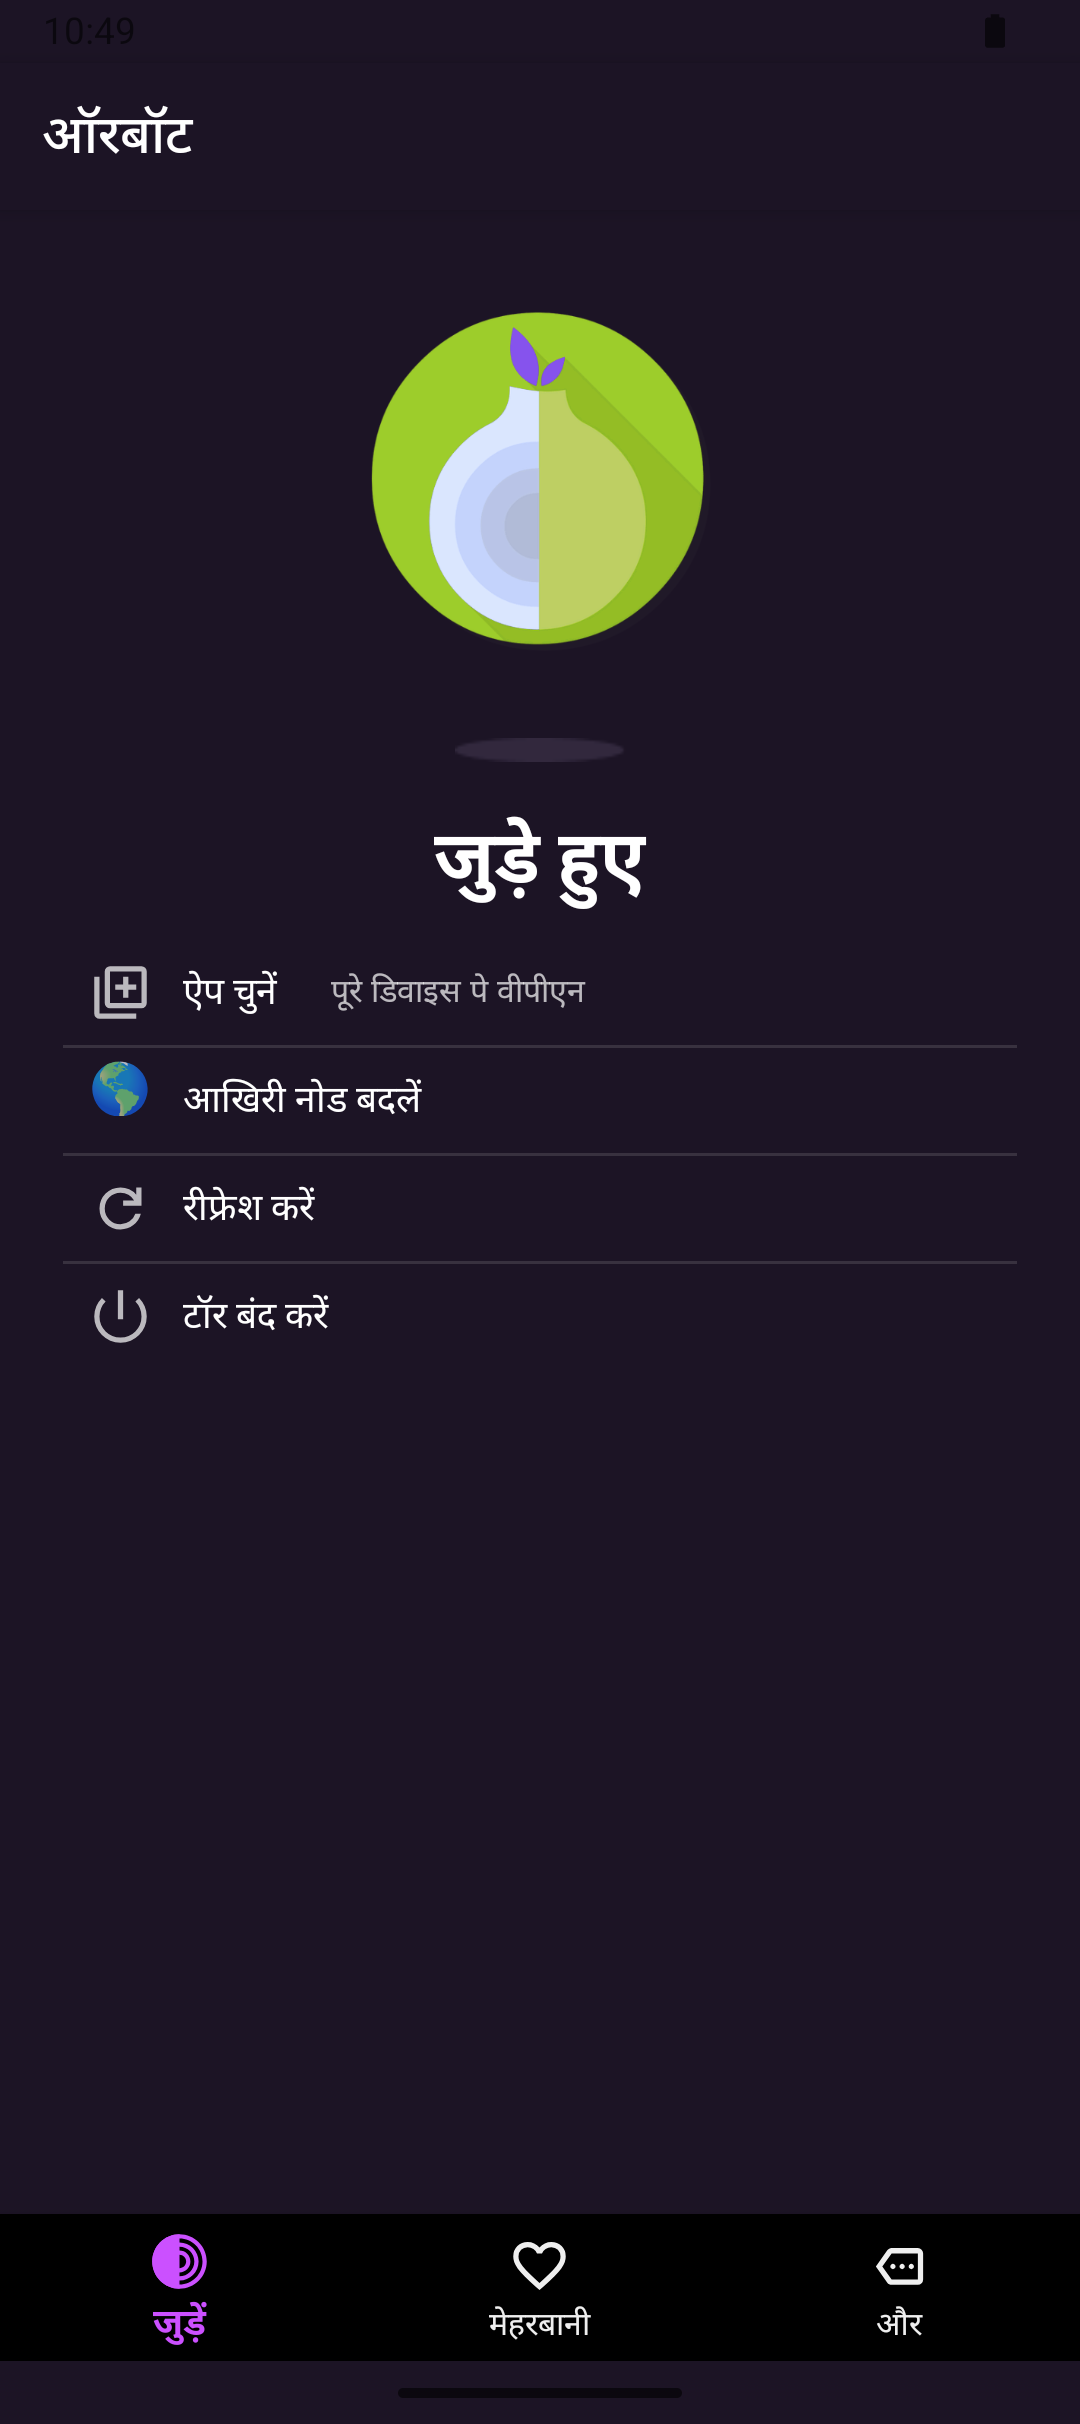 10:49
ऑरबॉट
जुड़े हुए
ऐप चुनें पूरे डिवाइस पे वीपीएन
आखिरी नोड बदलें
रीफ्रेश करें
टॉर बंद करें
जुड़ें
मेहरबानी
और